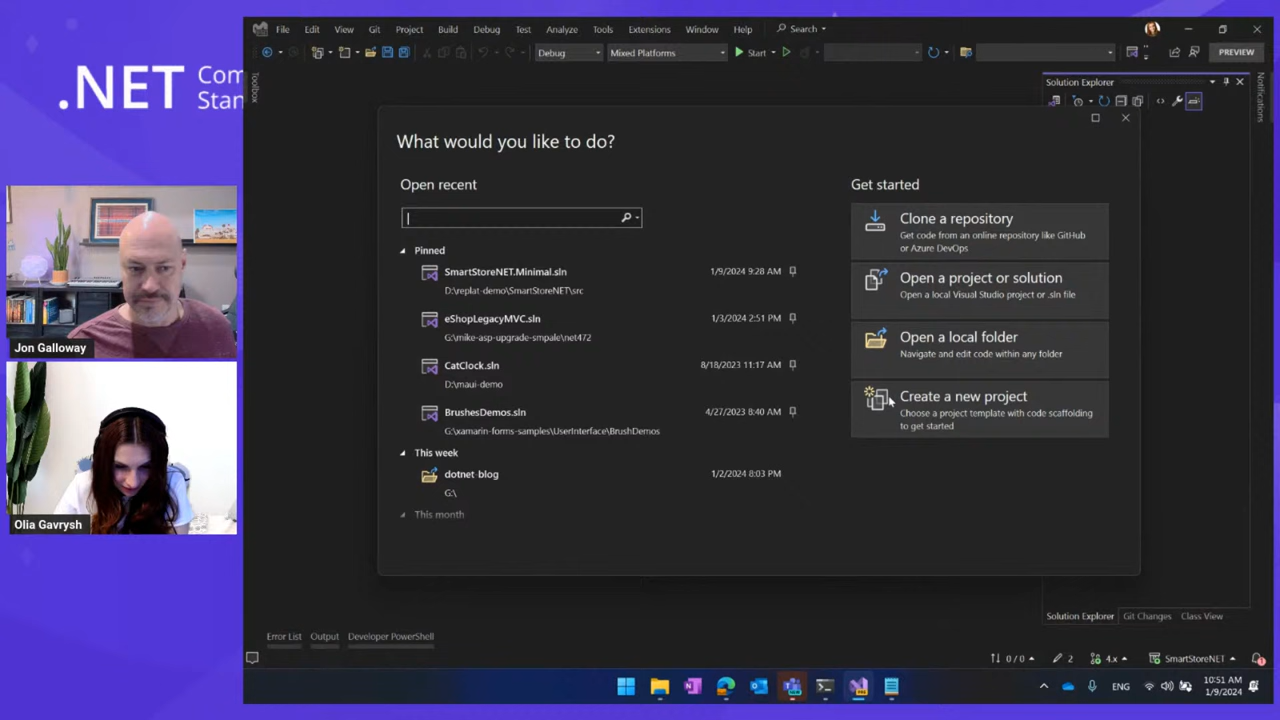 .NET Com
Stan
Jon Galloway
Olia Gavrysh
File Edit View Git Project Build Debug Test Analyze Tools Extensions Window Help Search
Debug Mixed Platforms Start PREVIEW
Toolbox
Solution Explorer
Notifications
What would you like to do?
Open recent
Pinned
SmartStoreNET.Minimal.sln 1/9/2024 9:28 AM
D:\replat-demo\SmartStoreNET\src
eShopLegacyMVC.sln 1/3/2024 2:51 PM
G:\mike-asp-upgrade-smpale\net472
CatClock.sln 8/18/2023 11:17 AM
D:\maui-demo
BrushesDemos.sln 4/27/2023 8:40 AM
G:\xamarin-forms-samples\UserInterface\BrushDemos
This week
dotnet-blog 1/2/2024 8:03 PM
G:\
This month
Get started
Clone a repository
Get code from an online repository like GitHub
or Azure DevOps
Open a project or solution
Open a local Visual Studio project or .sln file
Open a local folder
Navigate and edit code within any folder
Create a new project
Choose a project template with code scaffolding
to get started
Solution Explorer Git Changes Class View
Error List Output Developer PowerShell
0 / 0 2 4.x SmartStoreNET 1
ENG 10:51 AM
1/9/2024